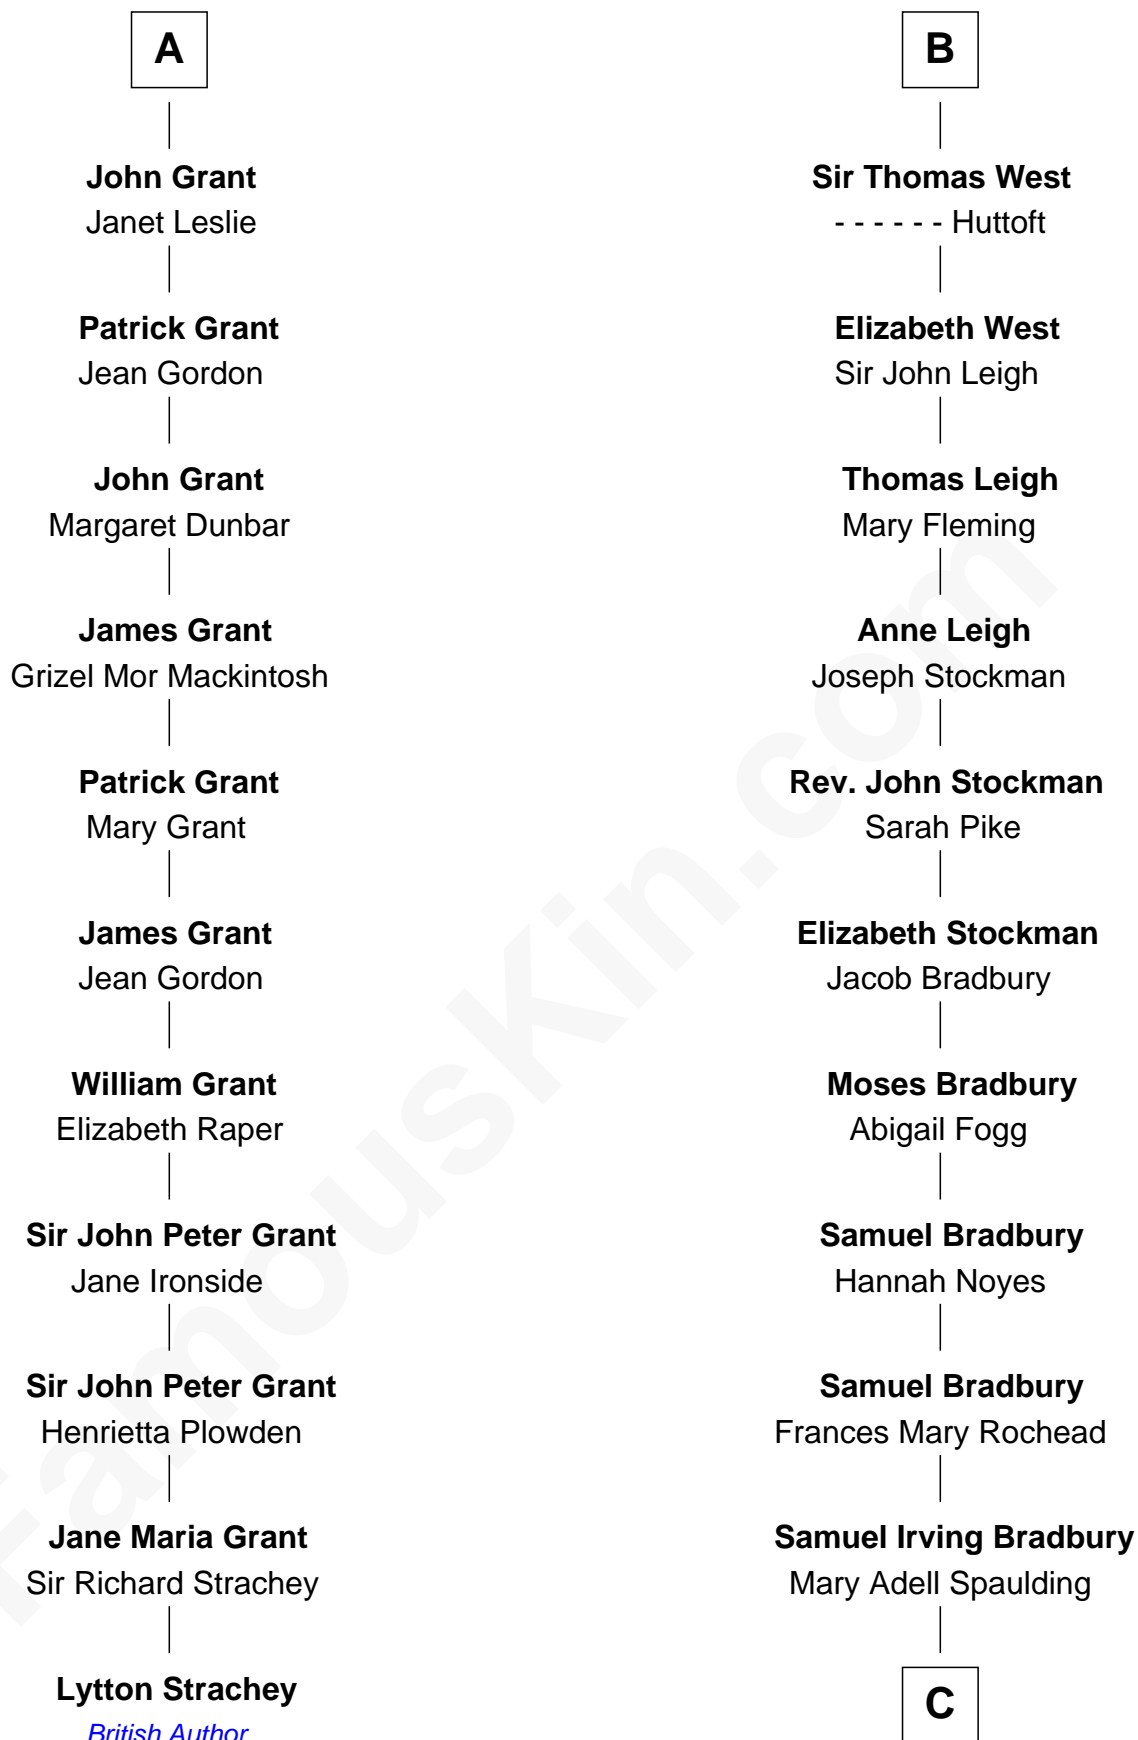 A
John Grant
Janet Leslie
Patrick Grant
Jean Gordon
John Grant
Margaret Dunbar
James Grant
Grizel Mor Mackintosh
Patrick Grant
Mary Grant
James Grant
Jean Gordon
William Grant
Elizabeth Raper
Sir John Peter Grant
Jane Ironside
Sir John Peter Grant
Henrietta Plowden
Jane Maria Grant
Sir Richard Strachey
Lytton Strachey
British Author
B
Sir Thomas West
- - - - - - Huttoft
Elizabeth West
Sir John Leigh
Thomas Leigh
Mary Fleming
Anne Leigh
Joseph Stockman
Rev. John Stockman
Sarah Pike
Elizabeth Stockman
Jacob Bradbury
Moses Bradbury
Abigail Fogg
Samuel Bradbury
Hannah Noyes
Samuel Bradbury
Frances Mary Rochead
Samuel Irving Bradbury
Mary Adell Spaulding
C
FamousKin.com